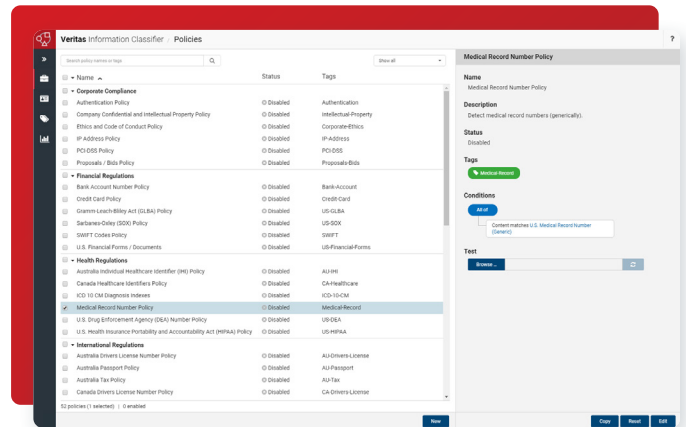 Veritas Information Classifier / Policies
?
Search policy names or tags
Show all
Name Status Tags
Corporate Compliance
Authentication Policy Disabled Authentication
Company Confidential and Intellectual Property Policy Disabled Intellectual-Property
Ethics and Code of Conduct Policy Disabled Corporate-Ethics
IP Address Policy Disabled IP-Address
PCI-DSS Policy Disabled PCI-DSS
Proposals / Bids Policy Disabled Proposals-Bids
Financial Regulations
Bank Account Number Policy Disabled Bank-Account
Credit Card Policy Disabled Credit-Card
Gramm-Leach-Bliley Act (GLBA) Policy Disabled US-GLBA
Sarbanes-Oxley (SOX) Policy Disabled US-SOX
SWIFT Codes Policy Disabled SWIFT
U.S. Financial Forms / Documents Disabled US-Financial-Forms
Health Regulations
Australia Individual Healthcare Identifier (IHI) Policy Disabled AU-IHI
Canada Healthcare Identifiers Policy Disabled CA-Healthcare
ICD 10 CM Diagnosis Indexes Disabled ICD-10-CM
Medical Record Number Policy Disabled Medical-Record
U.S. Drug Enforcement Agency (DEA) Number Policy Disabled US-DEA
U.S. Health Insurance Portability and Accountability Act (HIPAA) Policy Disabled US-HIPAA
International Regulations
Australia Drivers License Number Policy Disabled AU-Drivers-License
Australia Passport Policy Disabled AU-Passport
Australia Tax Policy Disabled AU-Tax
Canada Drivers License Number Policy Disabled CA-Drivers-License
52 policies (1 selected) | 0 enabled
New
Medical Record Number Policy
Name
Medical Record Number Policy
Description
Detect medical record numbers (generically).
Status
Disabled
Tags
Medical-Record
Conditions
All of
Content matches U.S. Medical Record Number
(Generic)
Test
Browse...
Copy Reset Edit